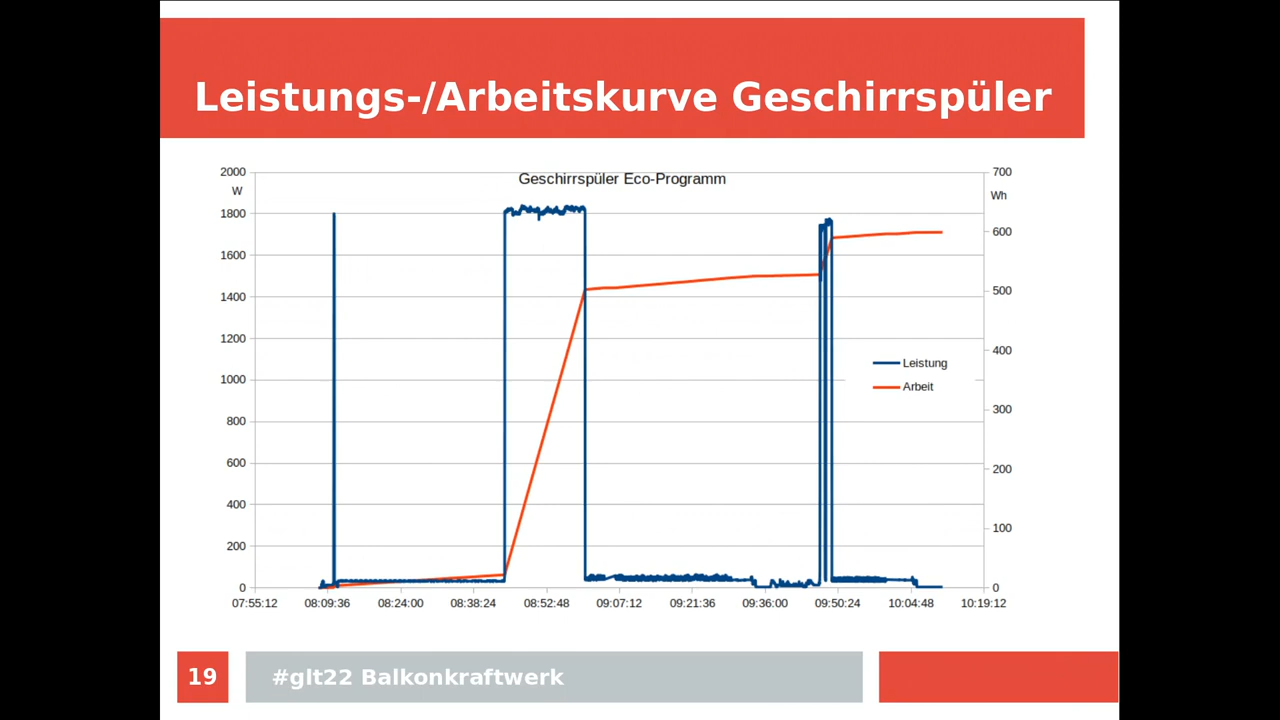 Leistungs-/Arbeitskurve Geschirrspüler
Geschirrspüler Eco-Programm
2000
W
1800
1600
1400
1200
1000
800
600
400
200
0
700
Wh
600
500
400
300
200
100
0
Leistung
Arbeit
07:55:12 08:09:36 08:24:00 08:38:24 08:52:48 09:07:12 09:21:36 09:36:00 09:50:24 10:04:48 10:19:12
19 #glt22 Balkonkraftwerk